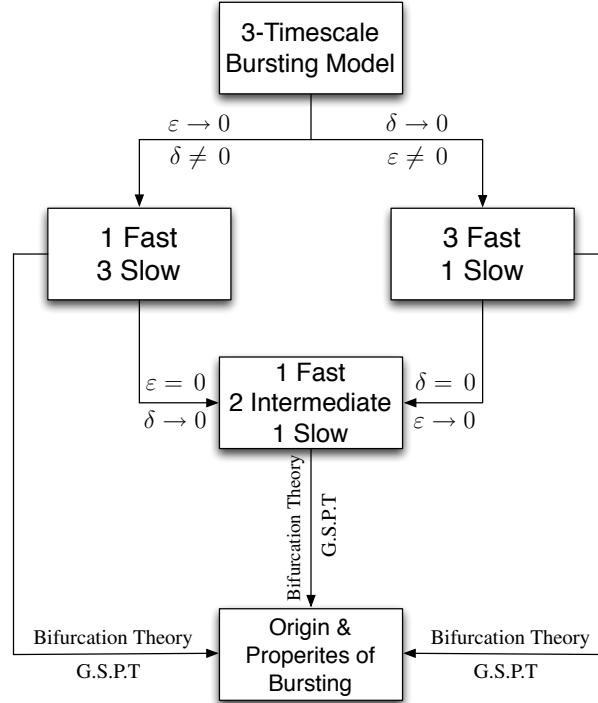 3-Timescale
Bursting Model
ε → 0
δ → 0
δ ≠ 0
ε ≠ 0
1 Fast
3 Slow
3 Fast
1 Slow
ε = 0
δ → 0
1 Fast
2 Intermediate
1 Slow
δ = 0
ε → 0
Bifurcation Theory
G.S.P.T
Bifurcation Theory
G.S.P.T
Origin &
Properites of
Bursting
Bifurcation Theory
G.S.P.T